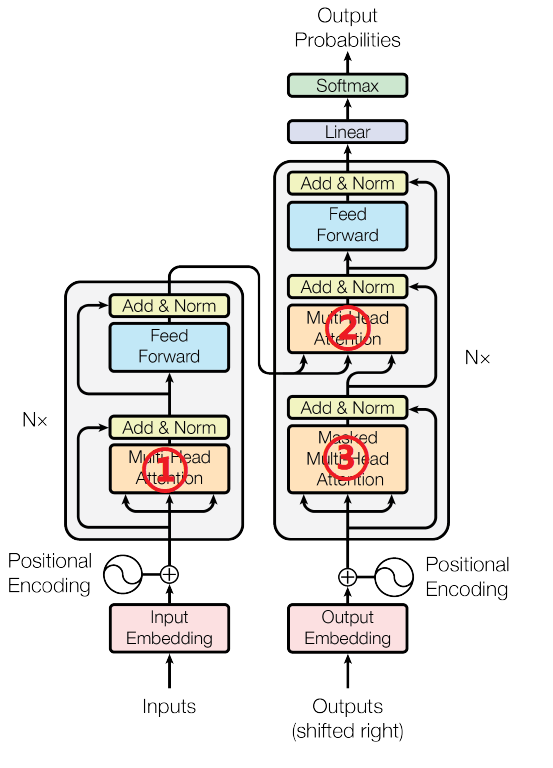 Output
Probabilities
Softmax
Linear
Add & Norm
Feed
Forward
Add & Norm
Multi-Head
Attention
②
Add & Norm
Masked
Multi-Head
Attention
③
N×
Add & Norm
Feed
Forward
Add & Norm
Multi-Head
Attention
①
N×
Positional
Encoding
Positional
Encoding
Input
Embedding
Output
Embedding
Inputs
Outputs
(shifted right)